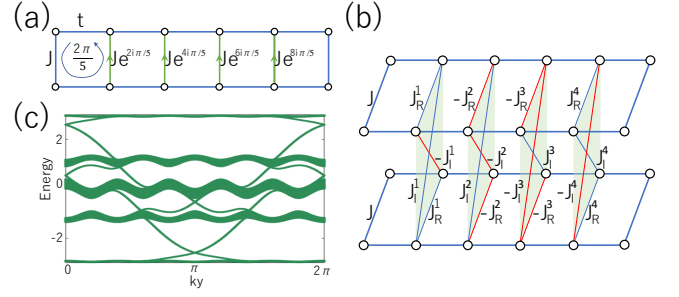 (a)
t
J
2π/5
Je^{2iπ/5}
Je^{4iπ/5}
Je^{6iπ/5}
Je^{8iπ/5}
(b)
J
J_R^1
-J_R^2
-J_R^3
J_R^4
-J_I^1
-J_I^2
J_I^3
J_I^4
J
J_I^1
J_R^1
J_I^2
-J_R^2
-J_I^3
-J_R^3
-J_I^4
J_R^4
(c)
Energy
2
0
-2
0
π
2π
ky